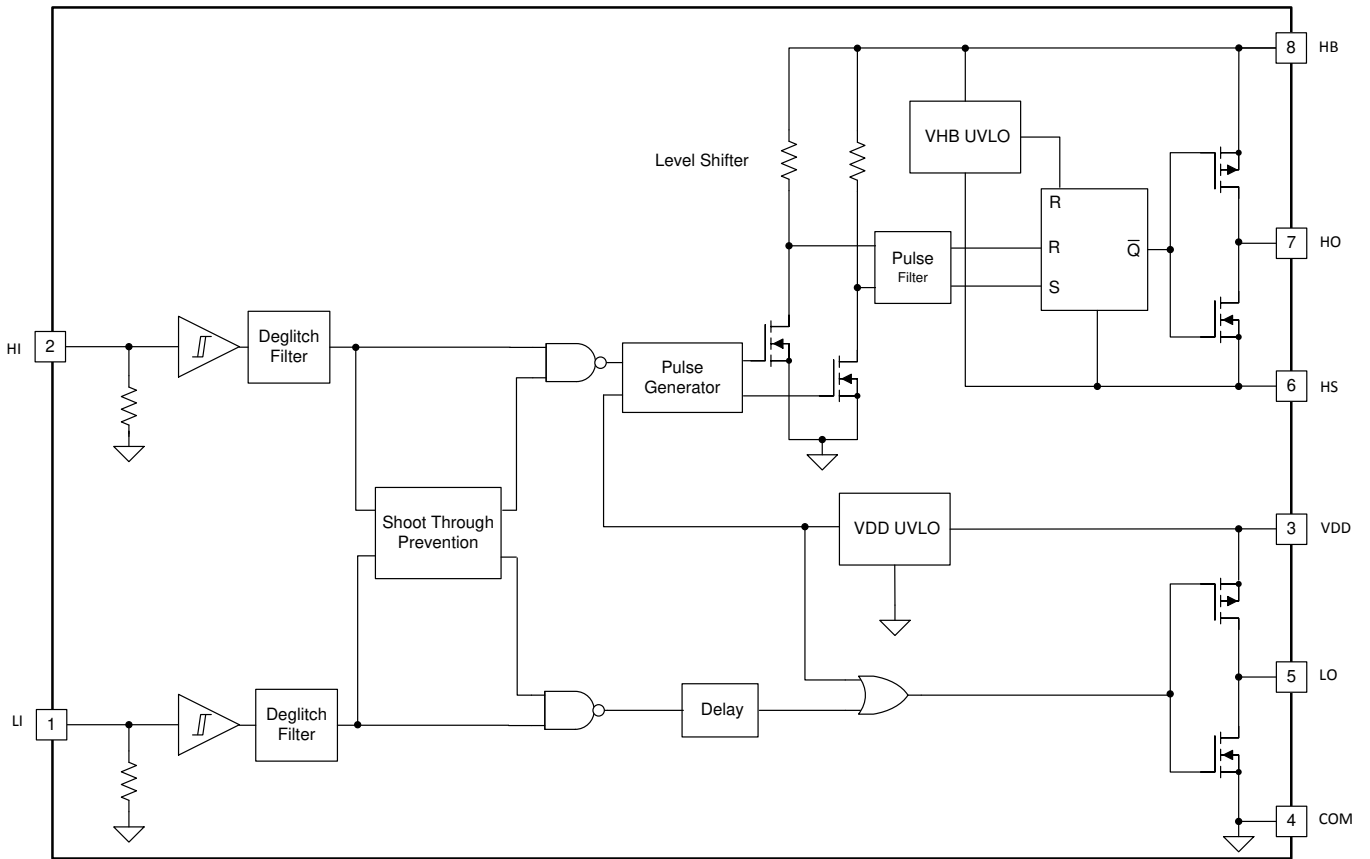 8 HB
VHB UVLO
Level Shifter
R
R
S
Q̅
Pulse
Filter
7 HO
HI 2
Deglitch
Filter
Pulse
Generator
6 HS
Shoot Through
Prevention
VDD UVLO
3 VDD
LI 1
Deglitch
Filter
Delay
5 LO
4 COM